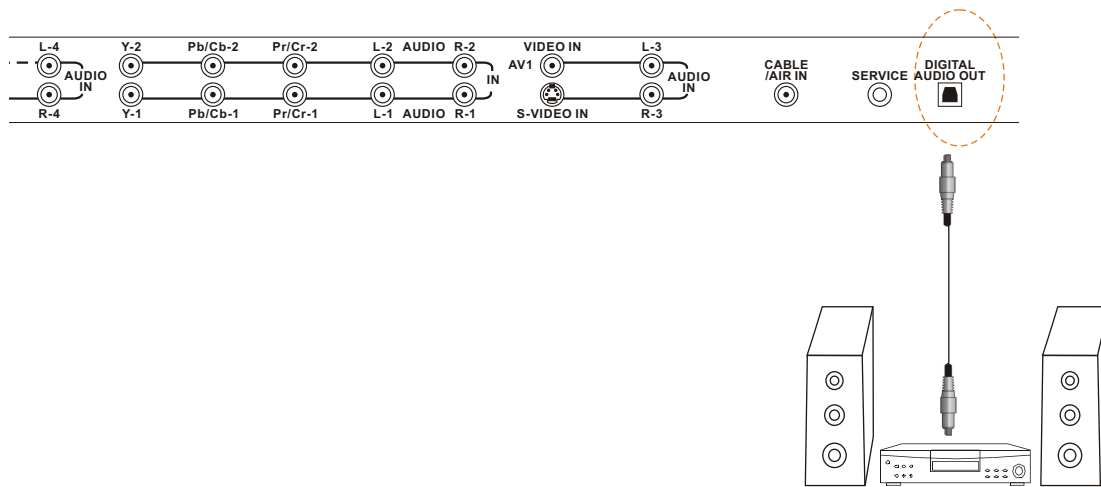 L-4 Y-2 Pb/Cb-2 Pr/Cr-2 L-2 AUDIO R-2 VIDEO IN L-3
AUDIO
IN
IN
AV1
AUDIO
IN
CABLE
/AIR IN
SERVICE
DIGITAL
AUDIO OUT
R-4 Y-1 Pb/Cb-1 Pr/Cr-1 L-1 AUDIO R-1 S-VIDEO IN R-3